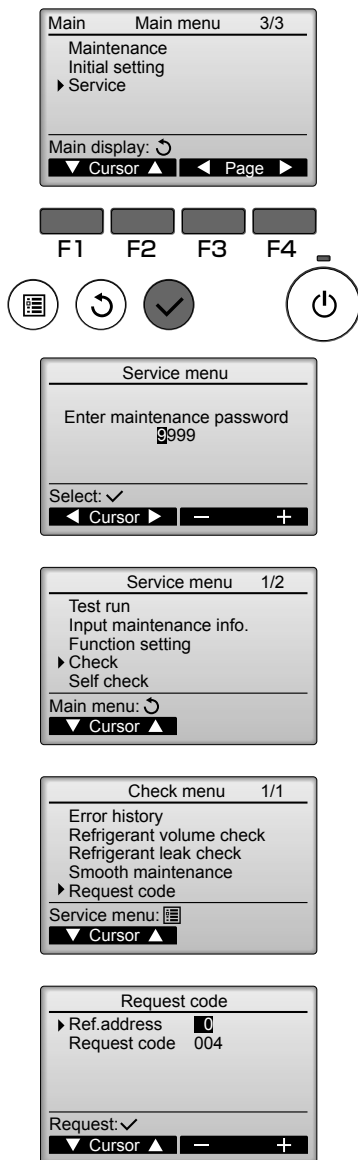 Main Main menu 3/3
Maintenance
Initial setting
Service
Main display:
Cursor Page
F1 F2 F3 F4
Service menu
Enter maintenance password
9999
Select:
Cursor − +
Service menu 1/2
Test run
Input maintenance info.
Function setting
Check
Self check
Main menu:
Cursor
Check menu 1/1
Error history
Refrigerant volume check
Refrigerant leak check
Smooth maintenance
Request code
Service menu:
Cursor
Request code
Ref.address 0
Request code 004
Request:
Cursor − +